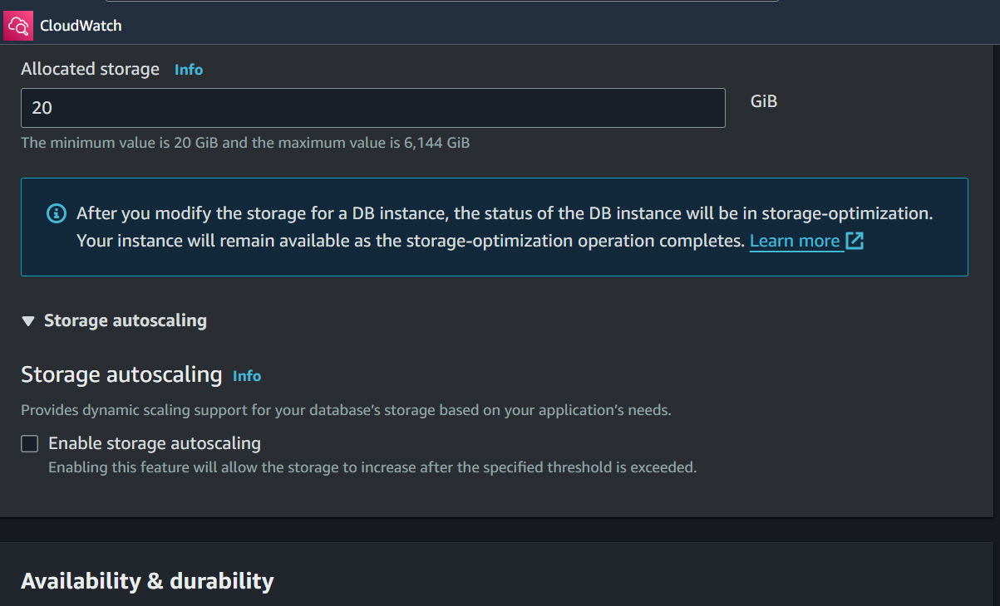 CloudWatch
Allocated storage Info
20
GiB
The minimum value is 20 GiB and the maximum value is 6,144 GiB
After you modify the storage for a DB instance, the status of the DB instance will be in storage-optimization.
Your instance will remain available as the storage-optimization operation completes. Learn more
Storage autoscaling
Storage autoscaling Info
Provides dynamic scaling support for your database’s storage based on your application’s needs.
Enable storage autoscaling
Enabling this feature will allow the storage to increase after the specified threshold is exceeded.
Availability & durability